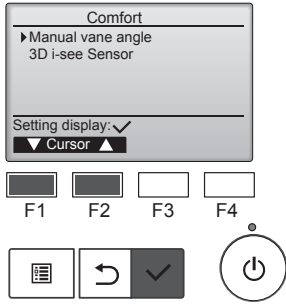 Comfort
Manual vane angle
3D i-see Sensor
Setting display:
Cursor
F1 F2 F3 F4